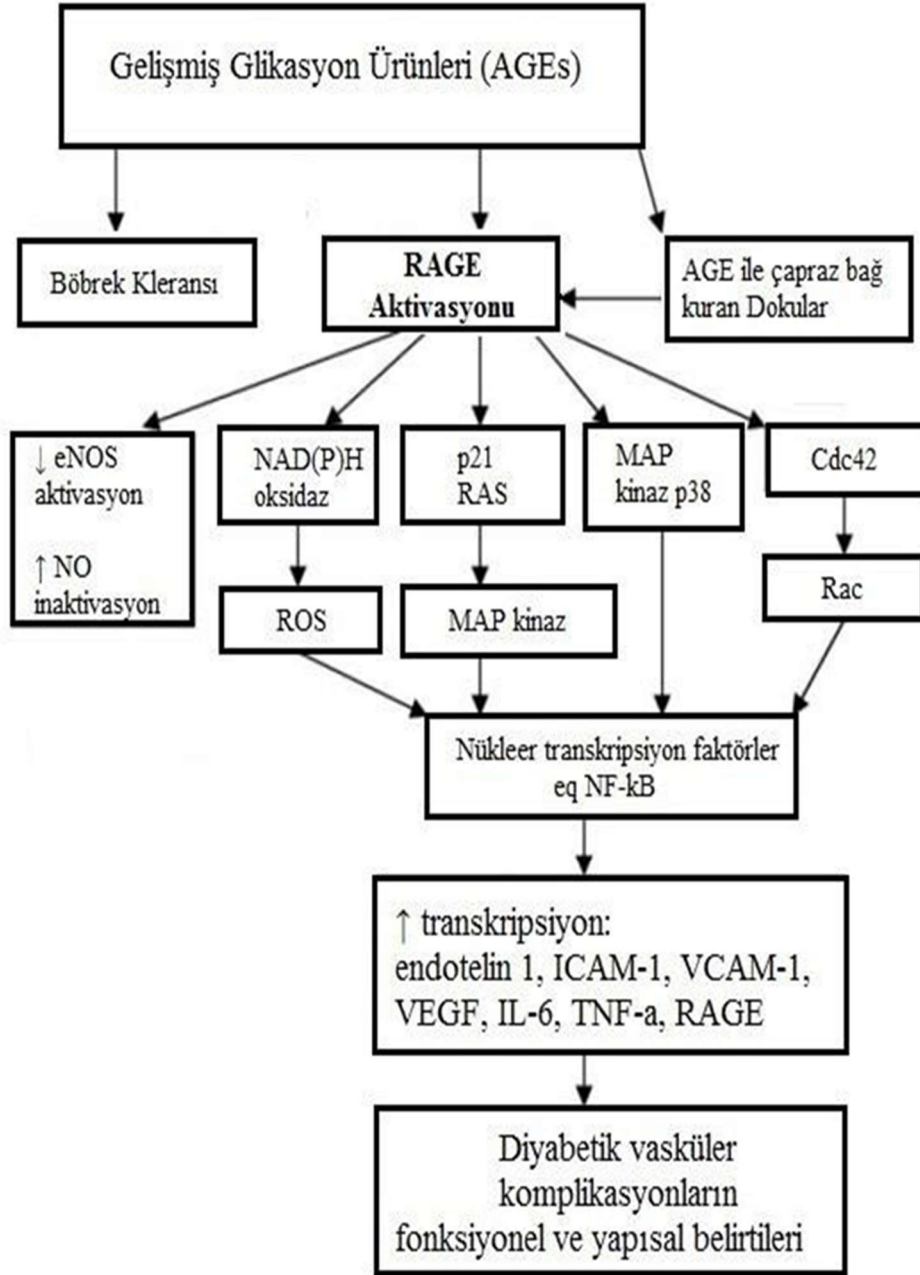 Gelişmiş Glikasyon Ürünleri (AGEs)
Böbrek Kleransı
RAGE
Aktivasyonu
AGE ile çapraz bağ
kuran Dokular
↓ eNOS
aktivasyon
↑ NO
inaktivasyon
NAD(P)H
oksidaz
p21
RAS
MAP
kinaz p38
Cdc42
ROS
MAP kinaz
Rac
Nükleer transkripsiyon faktörler
eq NF-kB
↑ transkripsiyon:
endotelin 1, ICAM-1, VCAM-1,
VEGF, IL-6, TNF-a, RAGE
Diyabetik vasküler
komplikasyonların
fonksiyonel ve yapısal belirtileri